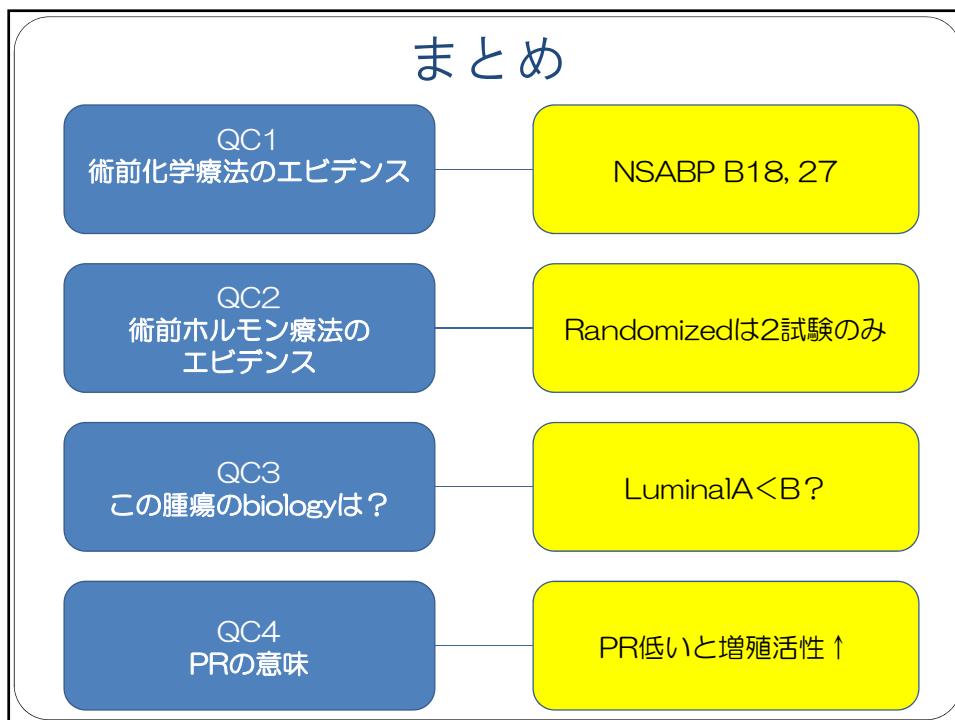 まとめ
QC1
術前化学療法のエビデンス
NSABP B18, 27
QC2
術前ホルモン療法の
エビデンス
Randomizedは2試験のみ
QC3
この腫瘍のbiologyは？
LuminalA＜B？
QC4
PRの意味
PR低いと増殖活性↑